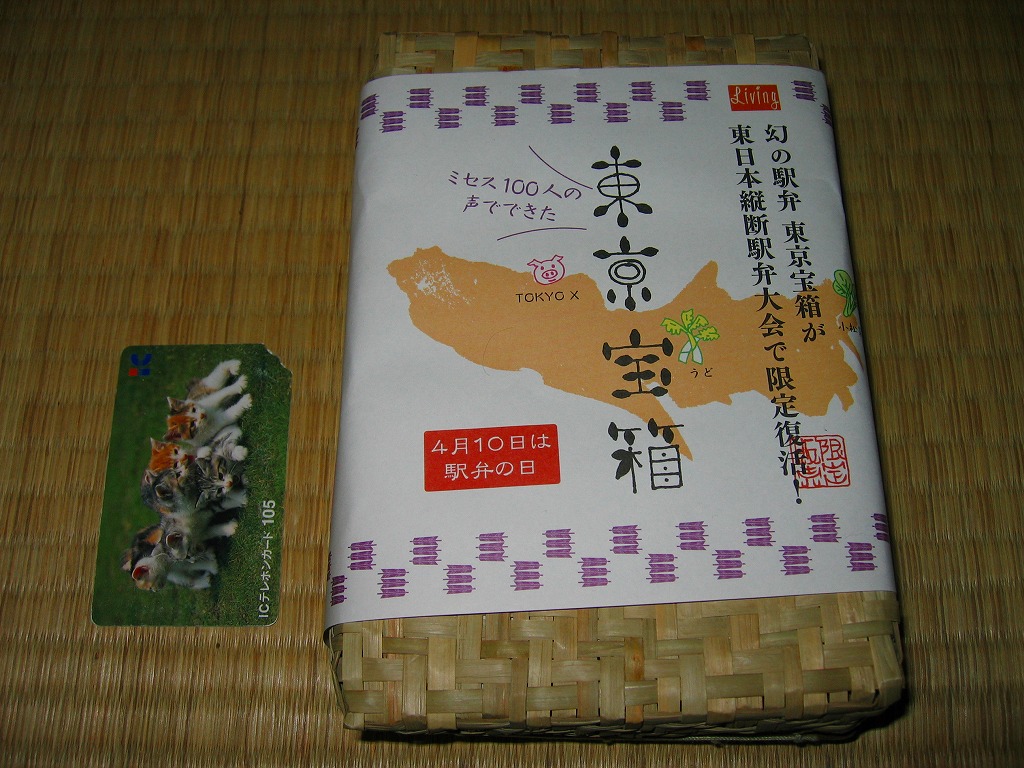 Living
幻の駅弁 東京宝箱が
東日本縦断駅弁大会で限定復活！
東京宝箱
ミセス100人の
声でできた
TOKYO X
うど
4月10日は
駅弁の日
限定
ICテレホンカード 105